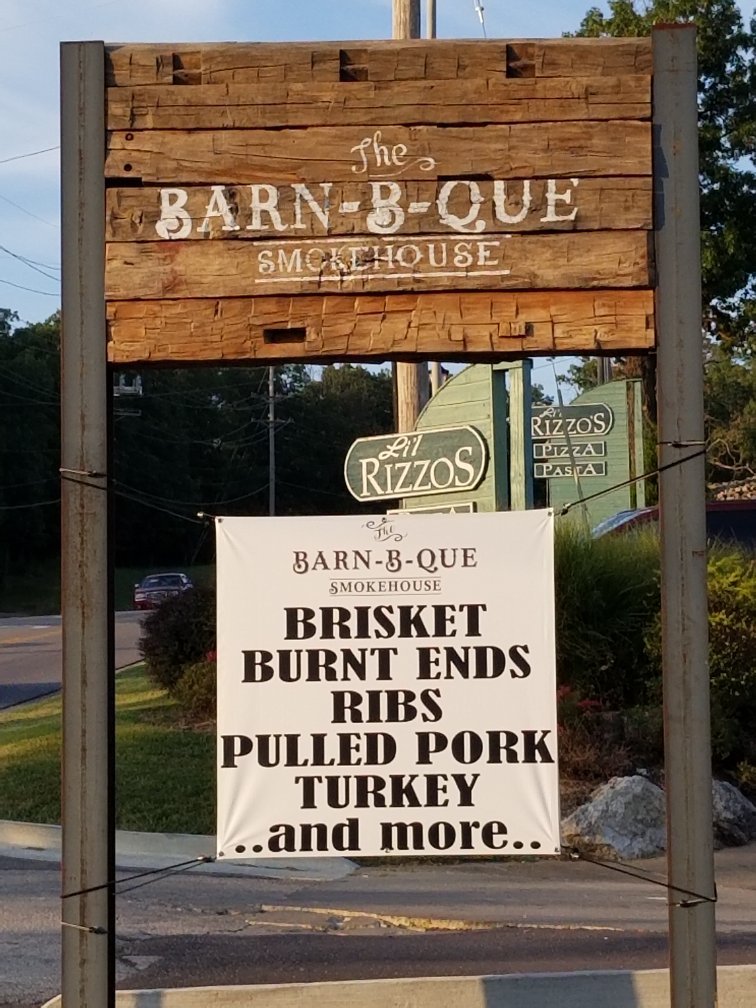 The
BARN-B-QUE
SMOKEHOUSE
Li'l
RIZZOS
Li'l
RIZZO'S
PIZZA
PASTA
The
BARN-B-QUE
SMOKEHOUSE
BRISKET
BURNT ENDS
RIBS
PULLED PORK
TURKEY
..and more..